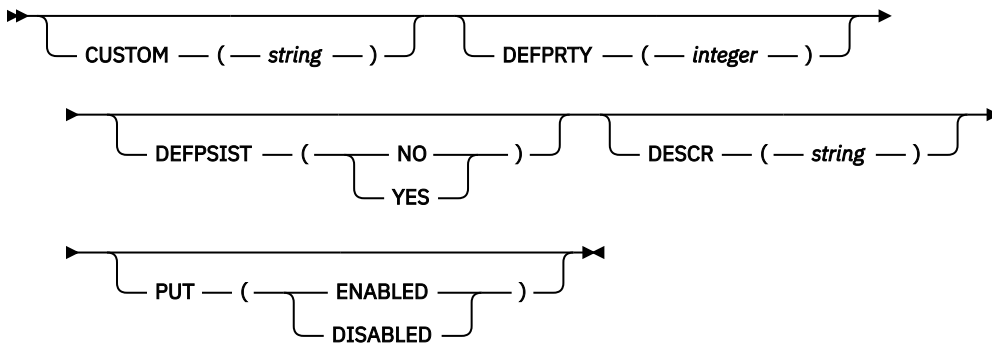 CUSTOM ( string ) DEFPRTY ( integer )
DEFPSIST ( NO ) DESCR ( string )
YES
PUT ( ENABLED )
DISABLED